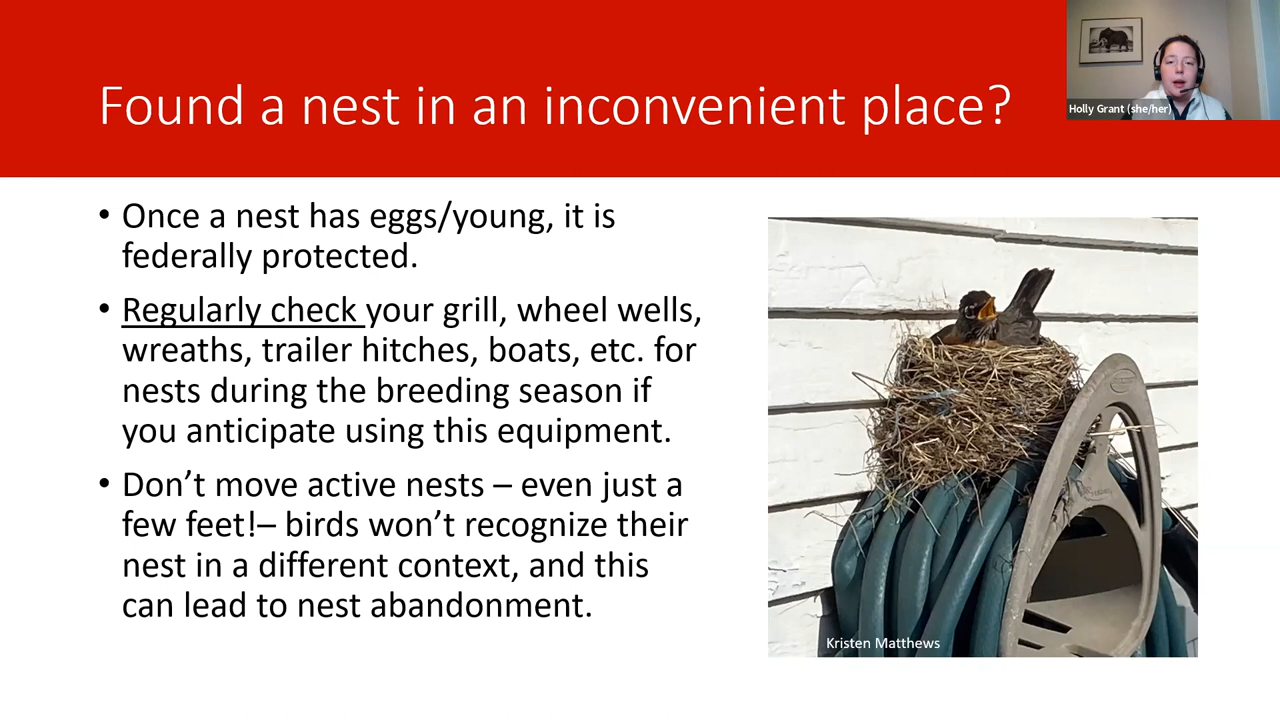 Found a nest in an inconvenient place?
Holly Grant (she/her)
• Once a nest has eggs/young, it is
federally protected.
• Regularly check your grill, wheel wells,
wreaths, trailer hitches, boats, etc. for
nests during the breeding season if
you anticipate using this equipment.
• Don’t move active nests – even just a
few feet!– birds won’t recognize their
nest in a different context, and this
can lead to nest abandonment.
Kristen Matthews